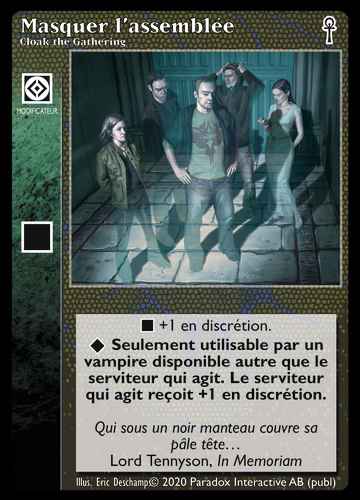 Masquer l'assemblée
Cloak the Gathering
MODIFICATEUR
+1 en discrétion.
Seulement utilisable par un
vampire disponible autre que le
serviteur qui agit. Le serviteur
qui agit reçoit +1 en discrétion.
Qui sous un noir manteau couvre sa
pâle tête…
Lord Tennyson, In Memoriam
Illus. Eric Deschamp © 2020 Paradox Interactive AB (publ)